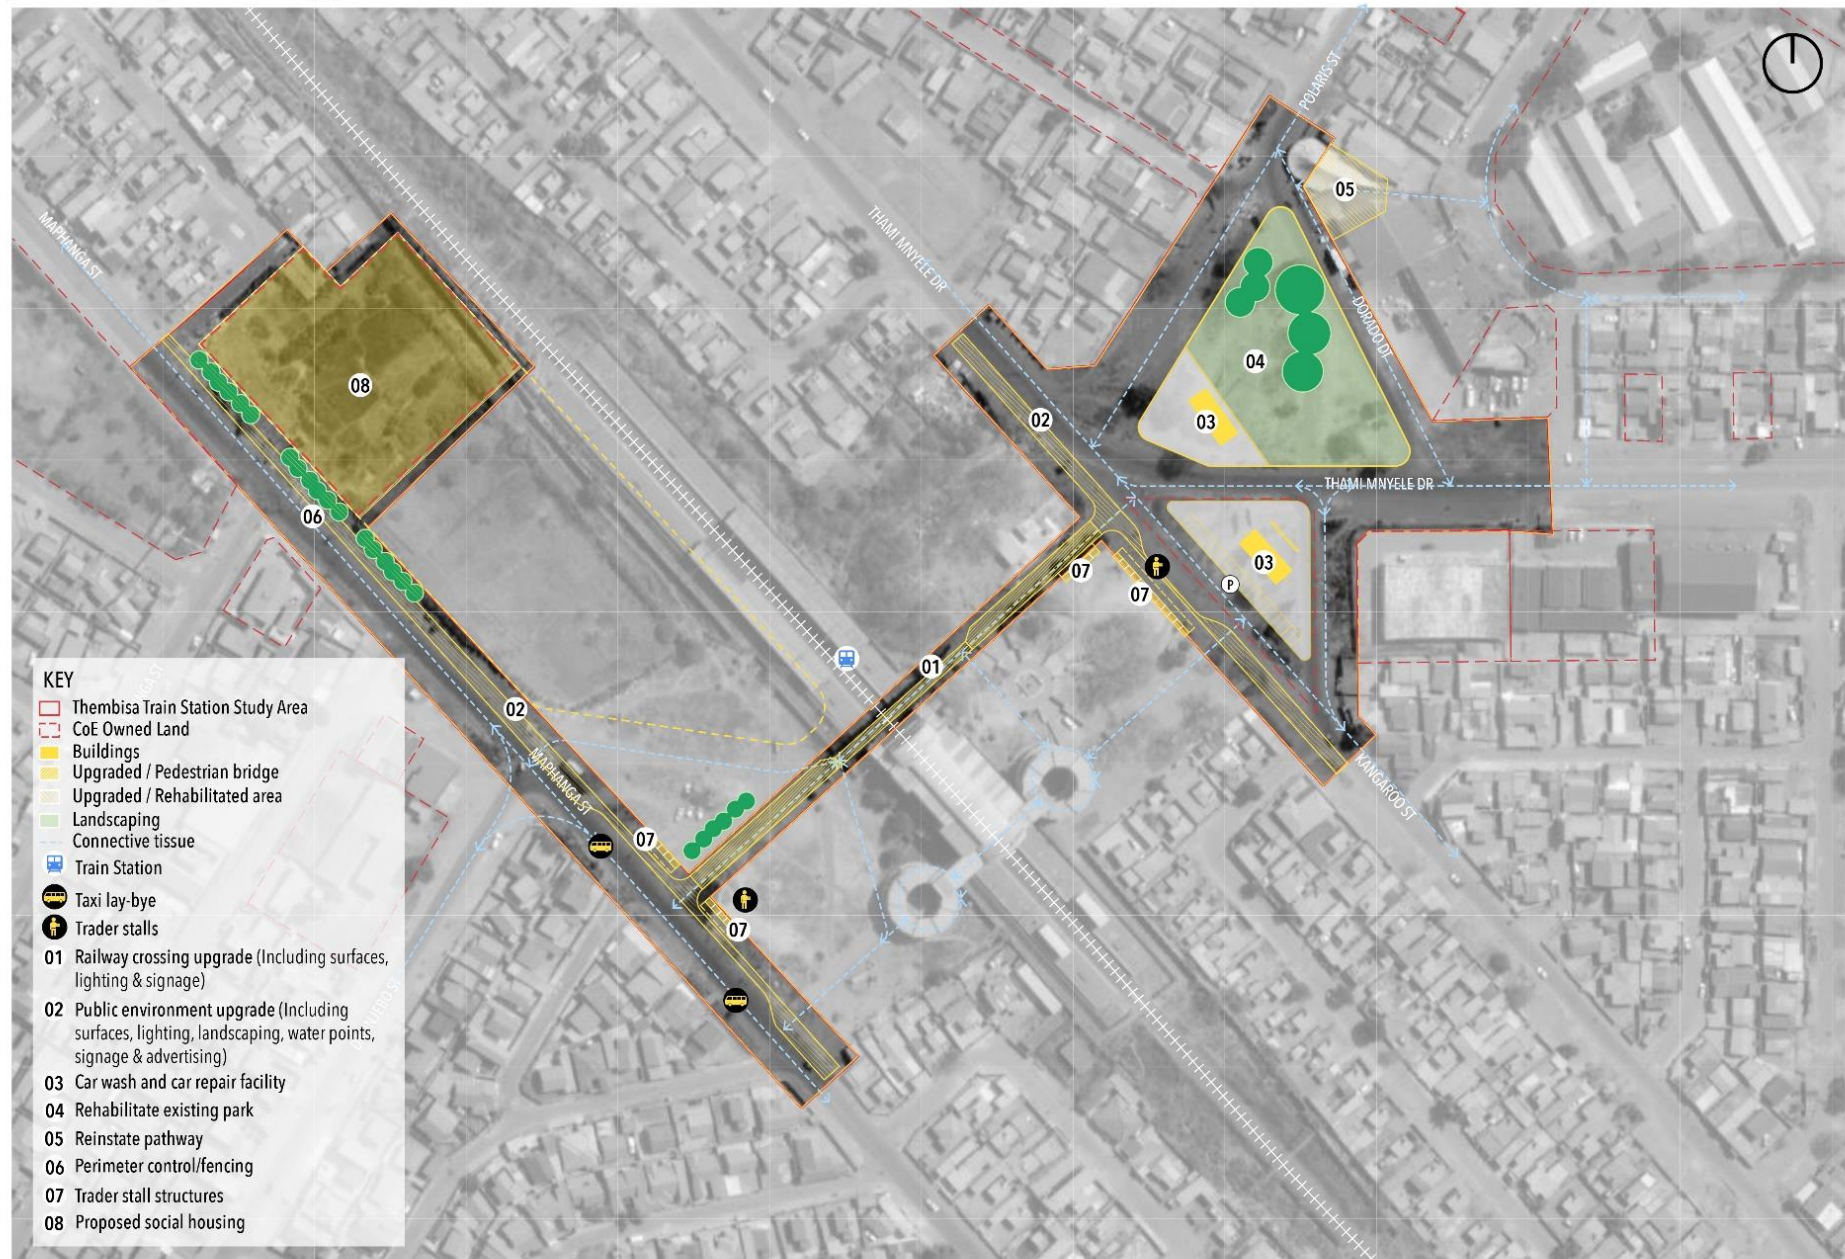 POLARIS ST
05
MAPHANGA ST
THAMI MNYELE DR
DORADO DT
04
08
02
03
THAMI MNYELE DR
06
07
03
P
07
01
02
MAPHANGA ST
KANGAROO ST
07
07
KEY
Thembisa Train Station Study Area
CoE Owned Land
Buildings
Upgraded / Pedestrian bridge
Upgraded / Rehabilitated area
Landscaping
Connective tissue
Train Station
Taxi lay-bye
Trader stalls
01 Railway crossing upgrade (Including surfaces,
lighting & signage)
02 Public environment upgrade (Including
surfaces, lighting, landscaping, water points,
signage & advertising)
03 Car wash and car repair facility
04 Rehabilitate existing park
05 Reinstate pathway
06 Perimeter control/fencing
07 Trader stall structures
08 Proposed social housing